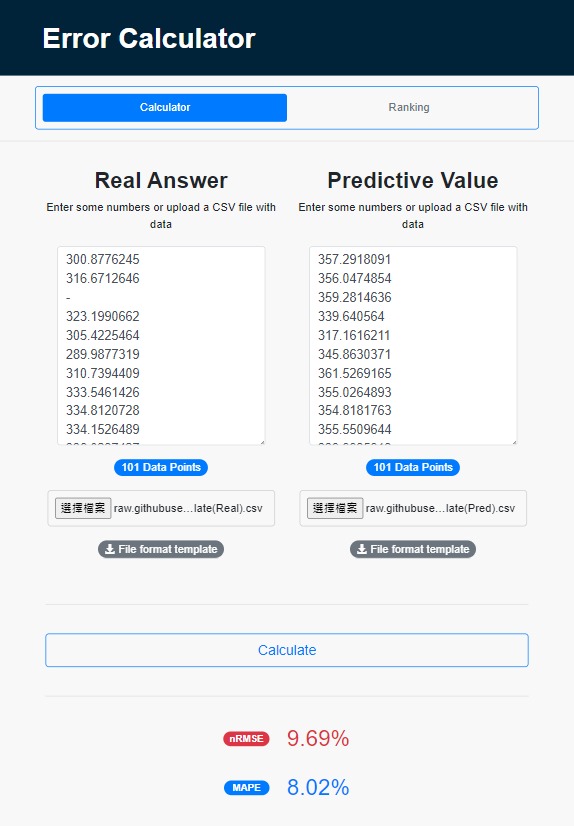 Error Calculator
Calculator
Ranking
Real Answer
Enter some numbers or upload a CSV file with
data
300.8776245
316.6712646
-
323.1990662
305.4225464
289.9877319
310.7394409
333.5461426
334.8120728
334.1526489
101 Data Points
選擇檔案 raw.githubuse...late(Real).csv
File format template
Predictive Value
Enter some numbers or upload a CSV file with
data
357.2918091
356.0474854
359.2814636
339.640564
317.1616211
345.8630371
361.5269165
355.0264893
354.8181763
355.5509644
101 Data Points
選擇檔案 raw.githubuse...late(Pred).csv
File format template
Calculate
nRMSE 9.69%
MAPE 8.02%